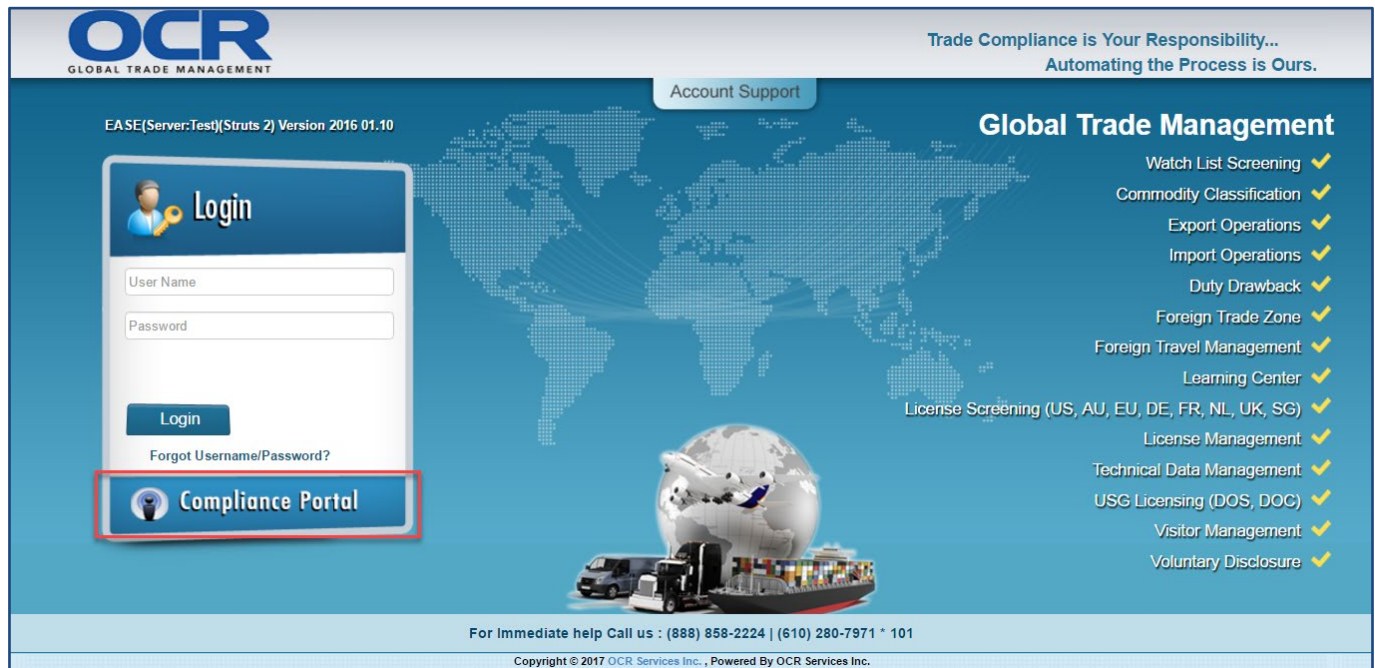 OCR
GLOBAL TRADE MANAGEMENT
Trade Compliance is Your Responsibility...
Automating the Process is Ours.
Account Support
EASE(Server:Test)(Struts 2) Version 2016 01.10
Login
User Name
Password
Login
Forgot Username/Password?
Compliance Portal
Global Trade Management
Watch List Screening
Commodity Classification
Export Operations
Import Operations
Duty Drawback
Foreign Trade Zone
Foreign Travel Management
Learning Center
License Screening (US, AU, EU, DE, FR, NL, UK, SG)
License Management
Technical Data Management
USG Licensing (DOS, DOC)
Visitor Management
Voluntary Disclosure
For Immediate help Call us : (888) 858-2224 | (610) 280-7971 * 101
Copyright © 2017 OCR Services Inc. , Powered By OCR Services Inc.